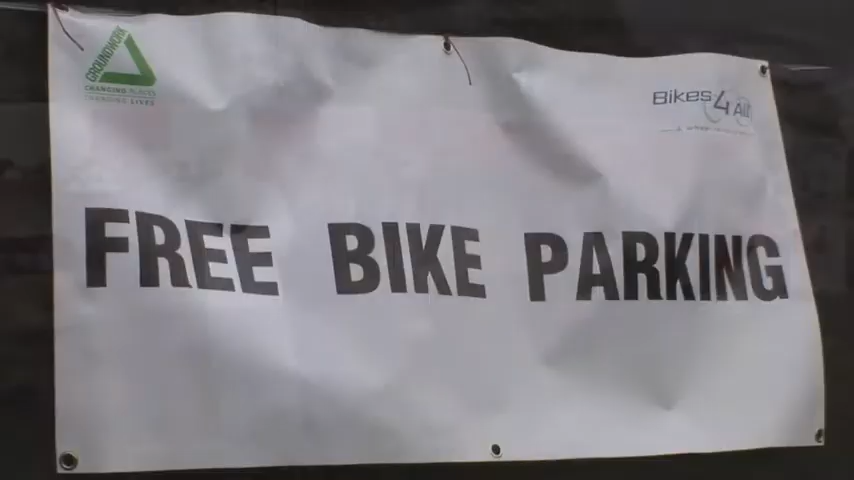 GROUNDWORK
CHANGING PLACES
CHANGING LIVES
Bikes 4 All
FREE BIKE PARKING